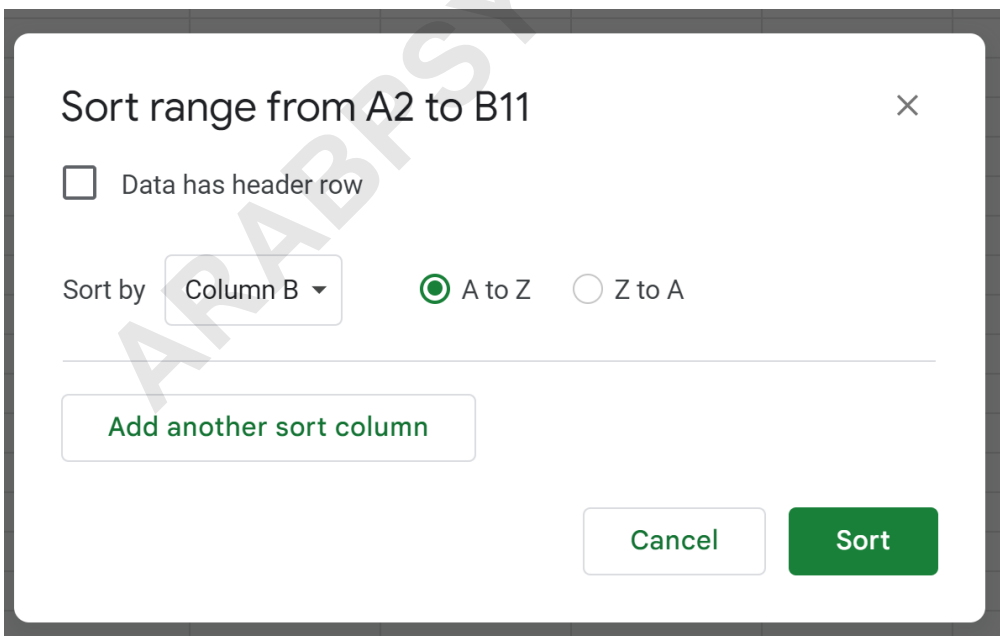 Sort range from A2 to B11
Data has header row
Sort by Column B A to Z Z to A
Add another sort column
Cancel Sort
ARABPSY